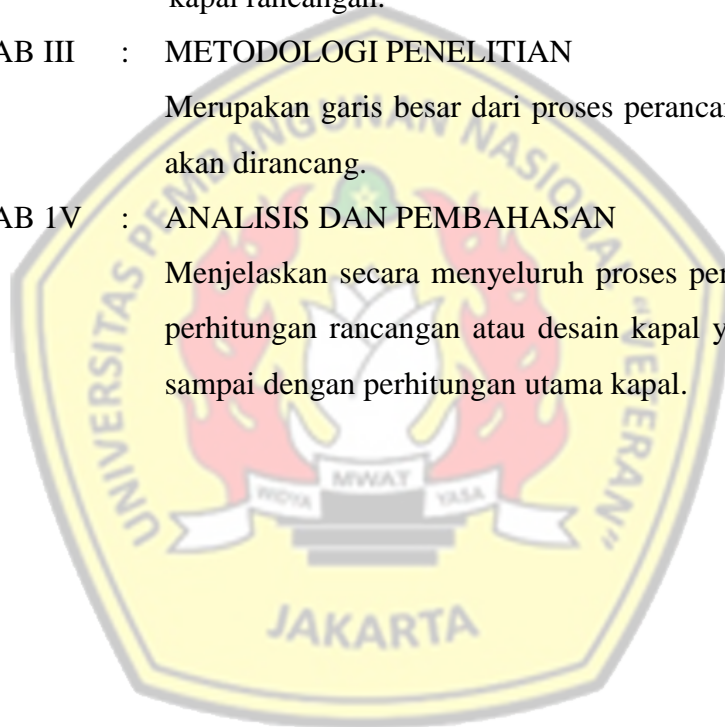 kapal rancangan.
AB III : METODOLOGI PENELITIAN
Merupakan garis besar dari proses
akan dirancang.
AB 1V : ANALISIS DAN PEMBAHASAN
Menjelaskan secara menyeluruh proses
perhitungan rancangan atau desain kapal
sampai dengan perhitungan utama kapal.
UNIVERSITAS PEMBANGUNAN NASIONAL "VETERAN"
WIDYA MWAT YASA
JAKARTA